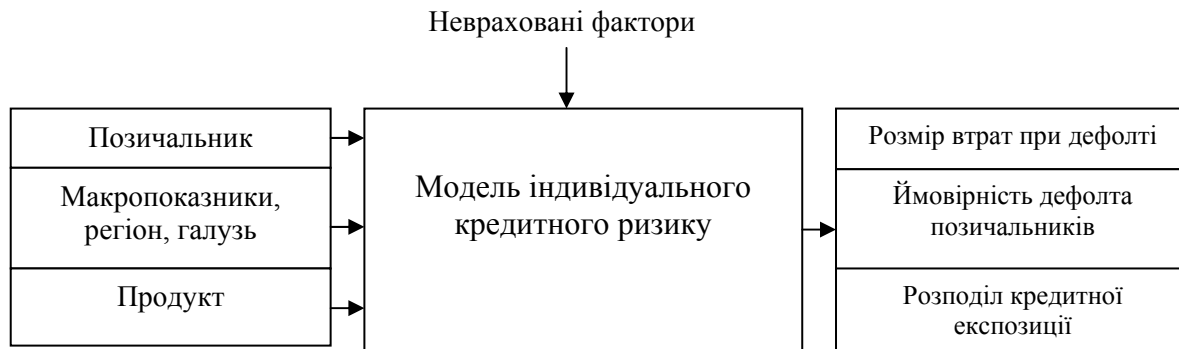 Невраховані фактори
Позичальник
Макропоказники,
регіон, галузь
Продукт
Модель індивідуального
кредитного ризику
Розмір втрат при дефолті
Ймовірність дефолта
позичальників
Розподіл кредитної
експозиції